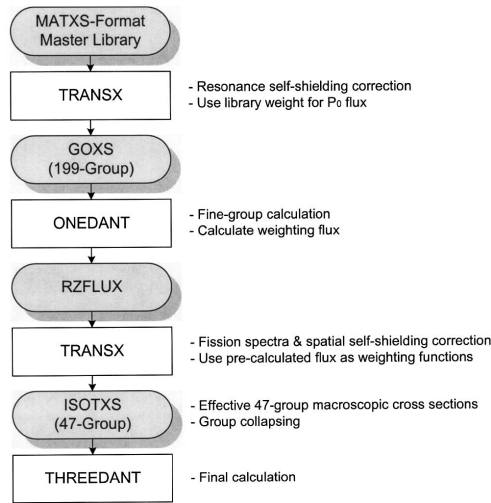 MATXS-Format
Master Library
TRANSX
- Resonance self-shielding correction
- Use library weight for P0 flux
GOXS
(199-Group)
ONEDANT
- Fine-group calculation
- Calculate weighting flux
RZFLUX
TRANSX
- Fission spectra & spatial self-shielding correction
- Use pre-calculated flux as weighting functions
ISOTXS
(47-Group)
- Effective 47-group macroscopic cross sections
- Group collapsing
THREEDANT
- Final calculation